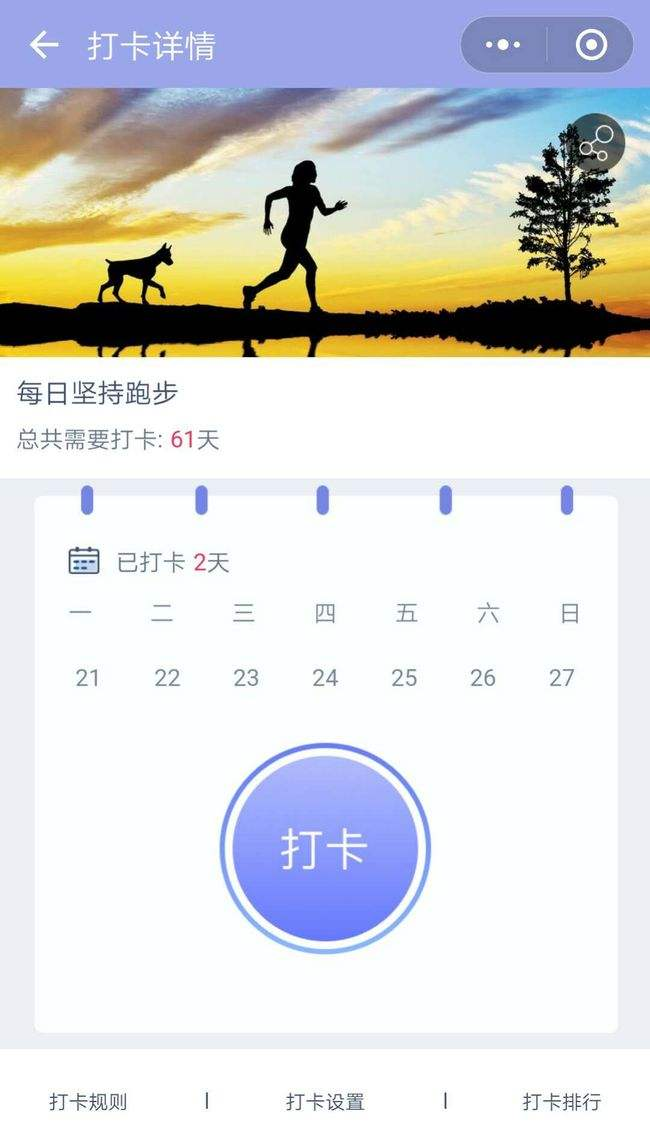 打卡详情
每日坚持跑步
总共需要打卡: 61天
已打卡 2天
一 二 三 四 五 六 日
21 22 23 24 25 26 27
打卡
打卡规则 | 打卡设置 | 打卡排行